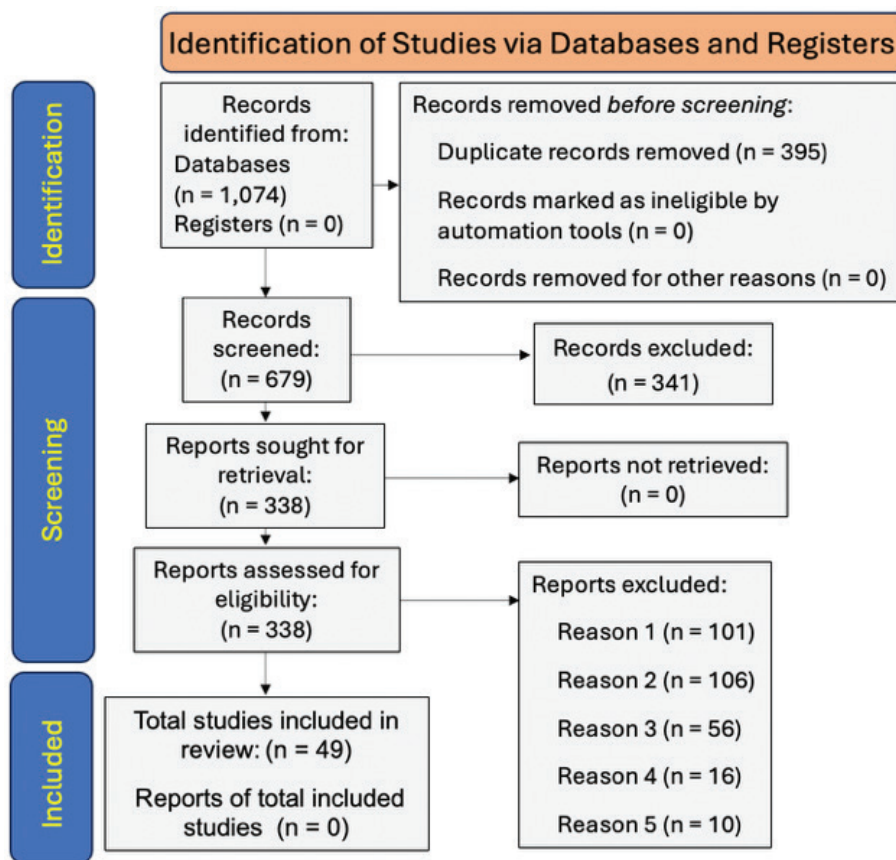 Identification of Studies via Databases and Registers
Identification
Records
identified from:
Databases
(n = 1,074)
Registers (n = 0)
Records removed before screening:
Duplicate records removed (n = 395)
Records marked as ineligible by
automation tools (n = 0)
Records removed for other reasons (n = 0)
Screening
Records
screened:
(n = 679)
Records excluded:
(n = 341)
Reports sought for
retrieval:
(n = 338)
Reports not retrieved:
(n = 0)
Reports assessed for
eligibility:
(n = 338)
Reports excluded:
Reason 1 (n = 101)
Reason 2 (n = 106)
Reason 3 (n = 56)
Reason 4 (n = 16)
Reason 5 (n = 10)
Included
Total studies included in
review: (n = 49)
Reports of total included
studies (n = 0)